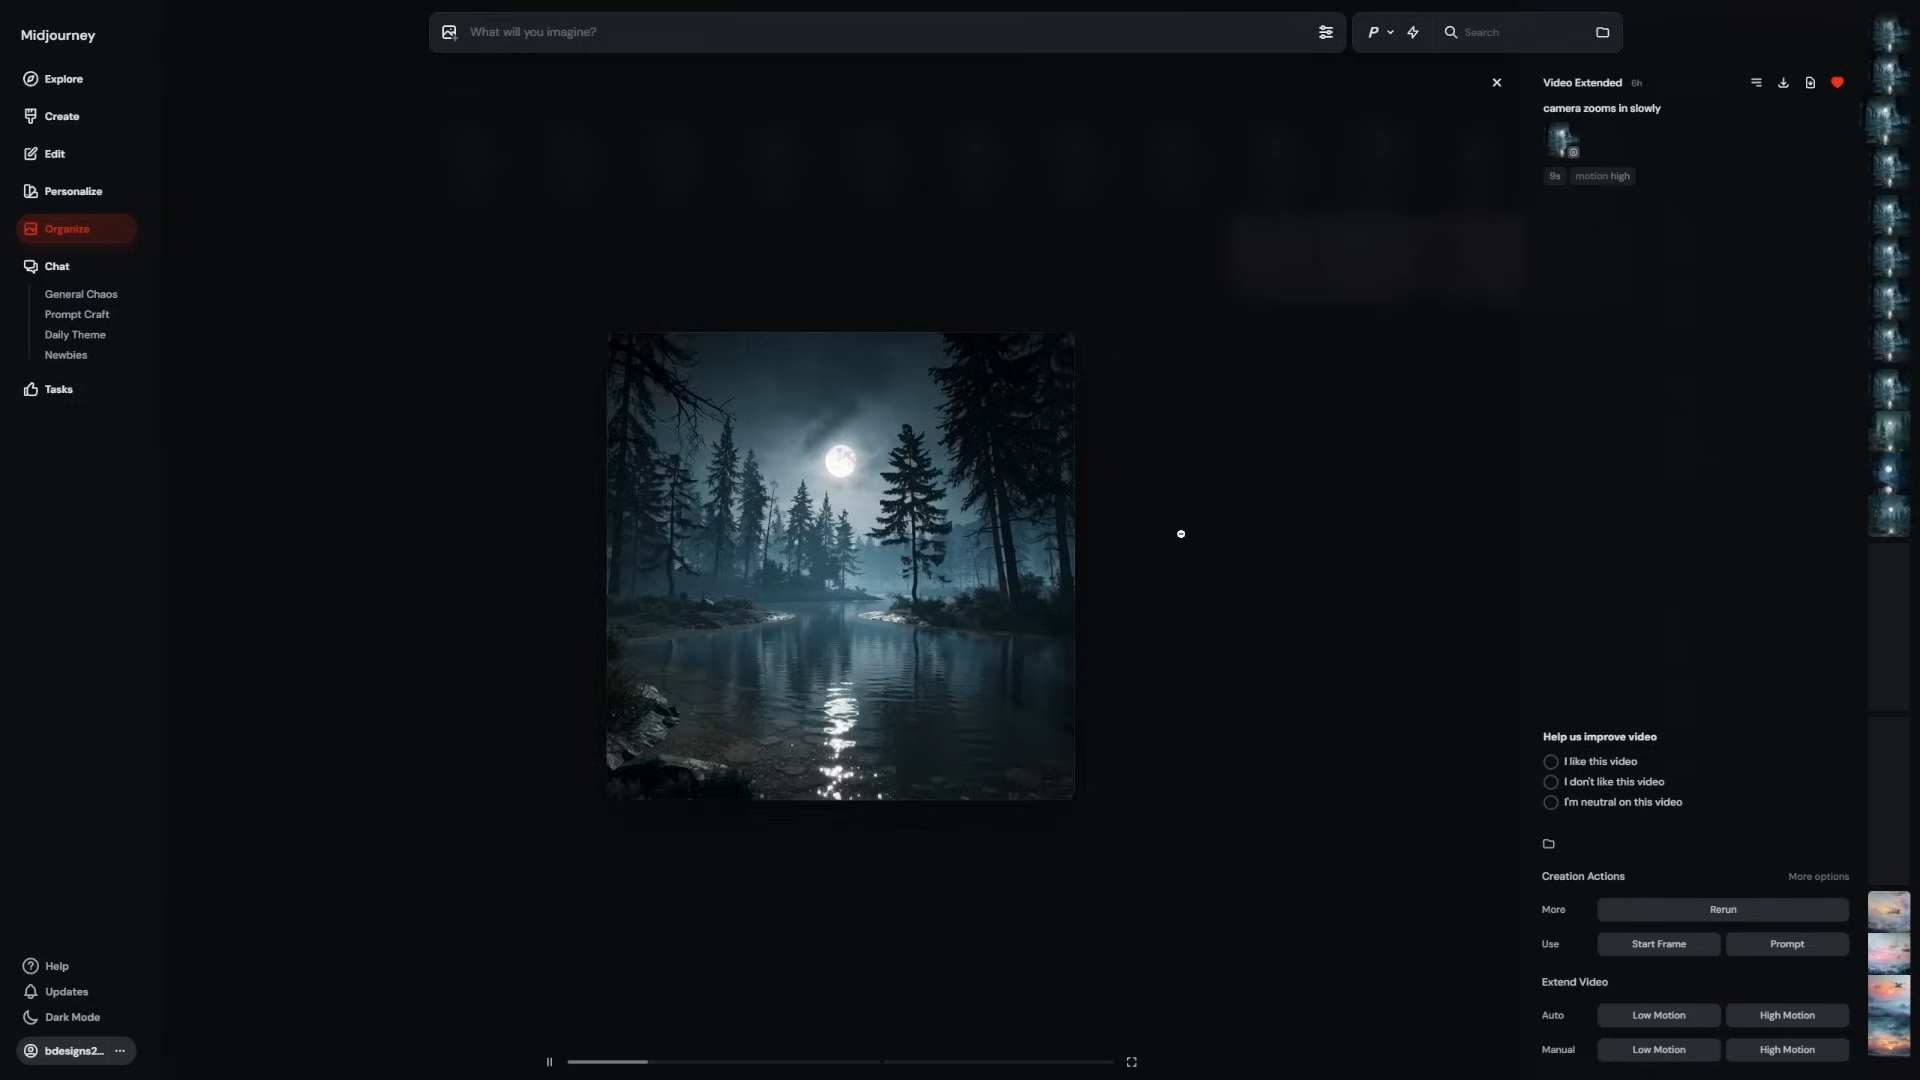 Midjourney
What will you imagine?
P
Search
Explore
Create
Edit
Personalize
Organize
Chat
General Chaos
Prompt Craft
Daily Theme
Newbies
Tasks
Video Extended 6h
camera zooms in slowly
9s motion high
Help us improve video
I like this video
I don't like this video
I'm neutral on this video
Creation Actions More options
More Rerun
Use Start Frame Prompt
Extend Video
Auto Low Motion High Motion
Manual Low Motion High Motion
Help
Updates
Dark Mode
bdesigns2...